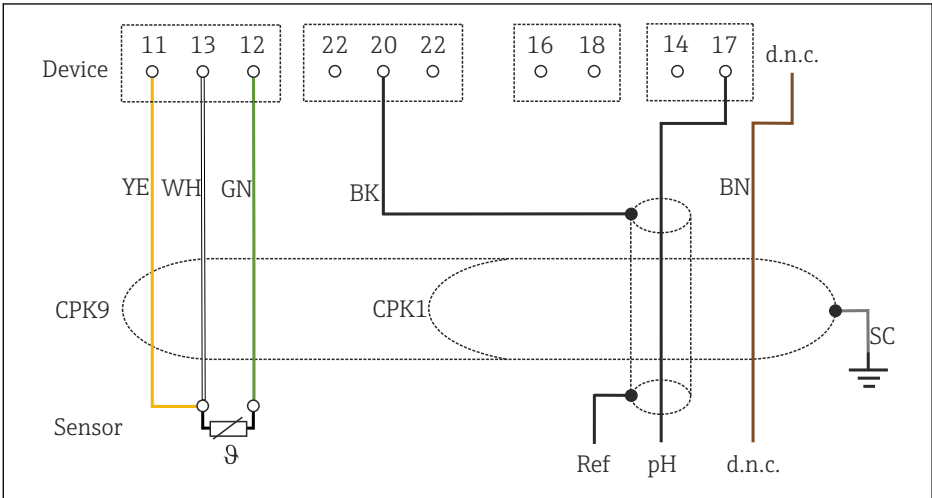 11 13 12 22 20 22 16 18 14 17 d.n.c.
Device
YE WH GN BK BN
CPK9 CPK1
SC
Sensor
ϑ Ref pH d.n.c.